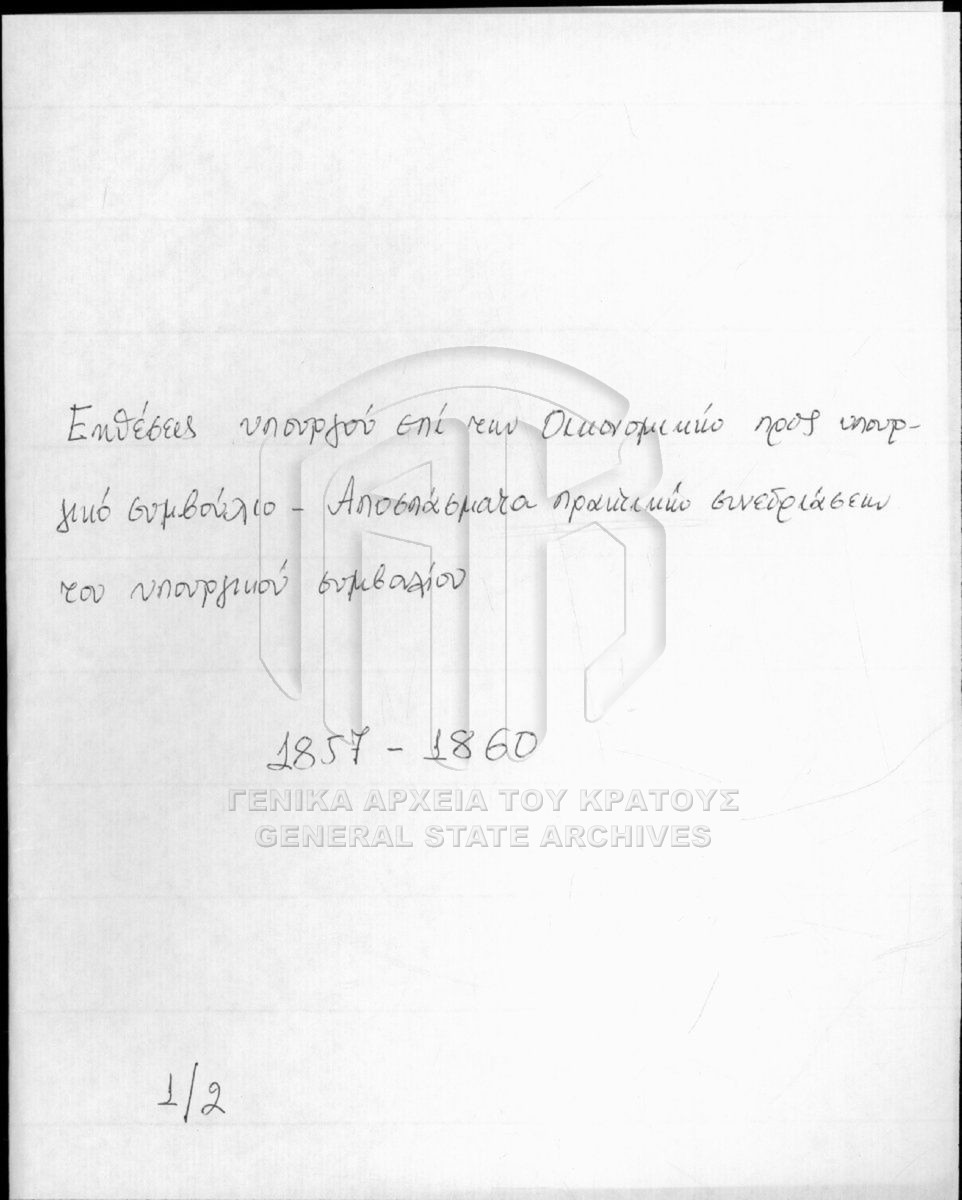 Εκθέσεις υπουργού επί των Οικονομικών προς υπουρ-
γικό συμβούλιο - Αποσπάσματα πρακτικών συνεδριάσεων
του υπουργικού συμβουλίου
1857 - 1860
ΓΕΝΙΚΑ ΑΡΧΕΙΑ ΤΟΥ ΚΡΑΤΟΥΣ
GENERAL STATE ARCHIVES
1/2